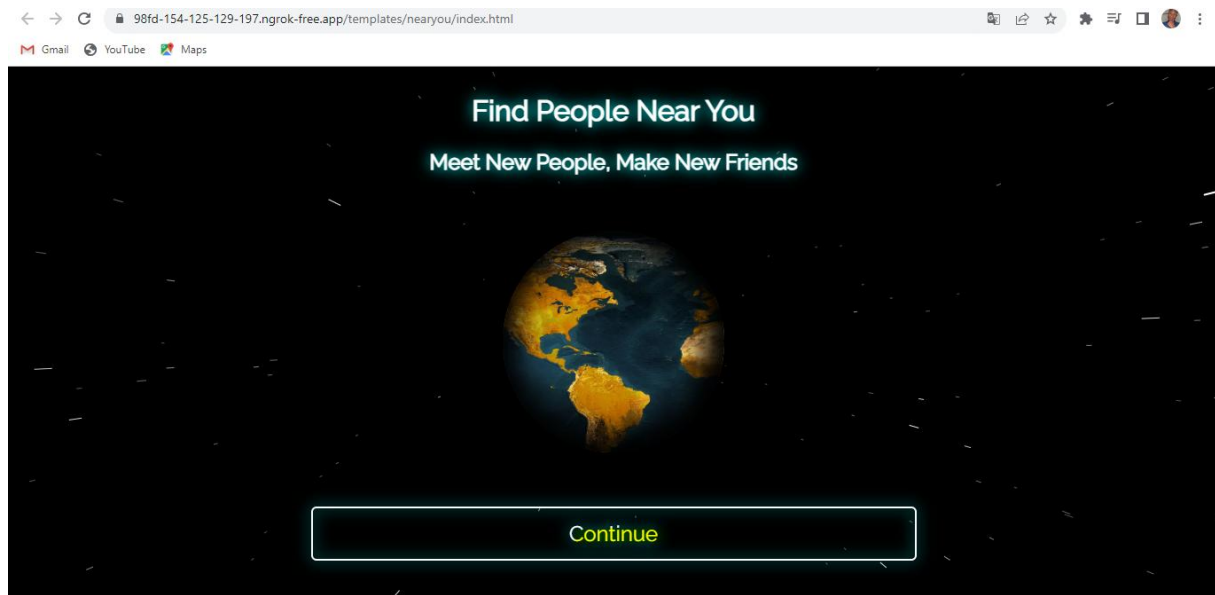 98fd-154-125-129-197.ngrok-free.app/templates/nearyou/index.html
Gmail YouTube Maps
Find People Near You
Meet New People, Make New Friends
Continue